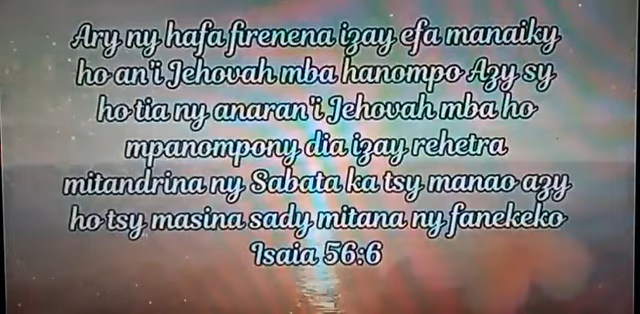 Ary ny hafa firenena izay efa manaiky
ho an'i Jehovah mba hanompo Azy sy
ho tia ny anaran'i Jehovah mba ho
mpanompony dia izay rehetra
mitandrina ny Sabata ka tsy manao azy
ho tsy masina sady mitana ny fanekeko
Isaia 56:6